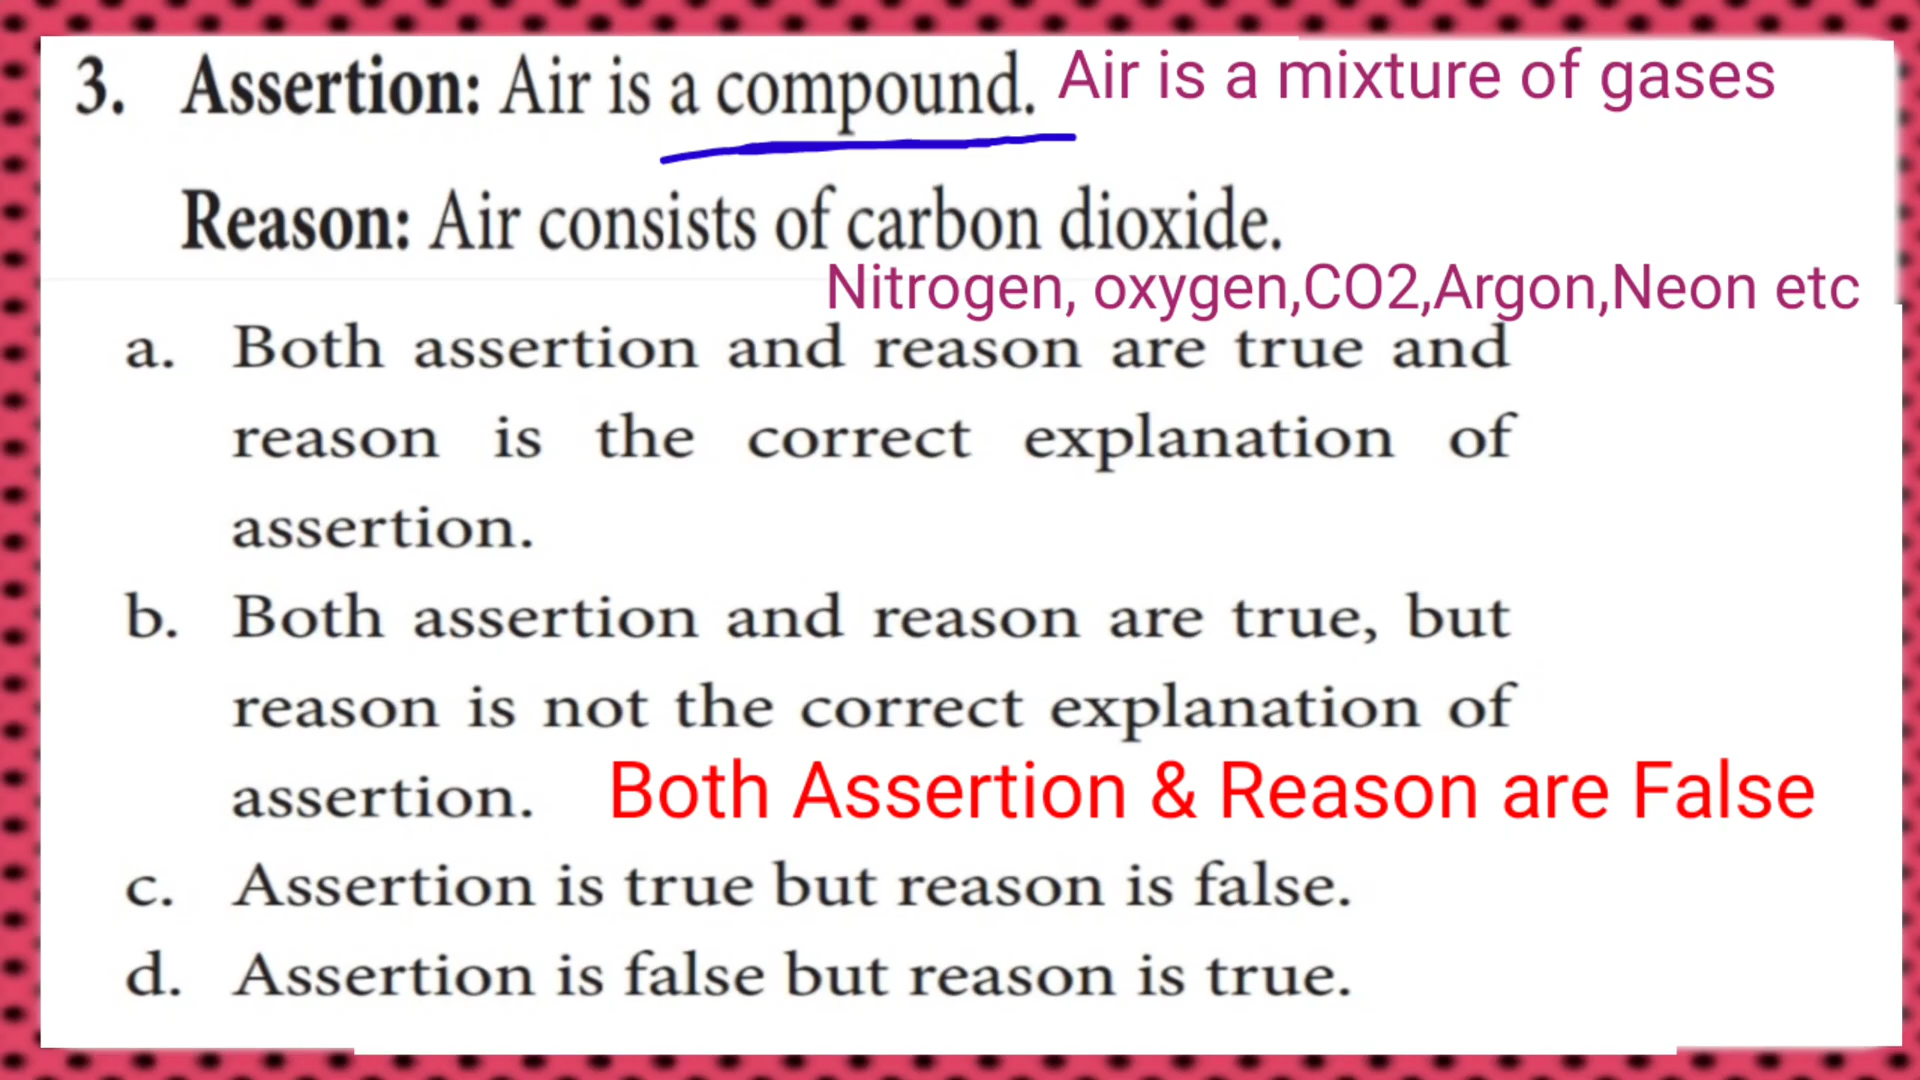 3. Assertion: Air is a compound. Air is a mixture of gases
Reason: Air consists of carbon dioxide.
Nitrogen, oxygen,CO2,Argon,Neon etc
a. Both assertion and reason are true and
reason is the correct explanation of
assertion.
b. Both assertion and reason are true, but
reason is not the correct explanation of
assertion. Both Assertion & Reason are False
c. Assertion is true but reason is false.
d. Assertion is false but reason is true.